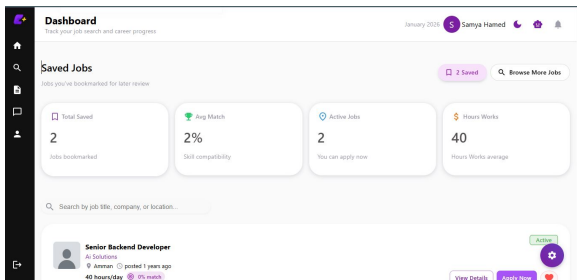 Dashboard
Track your job search and career progress
January 2026
S
Samya Hamed
Saved Jobs
Jobs you've bookmarked for later review
2 Saved
Browse More Jobs
Total Saved
2
Jobs bookmarked
Avg Match
2%
Skill compatibility
Active Jobs
2
You can apply now
$ Hours Works
40
Hours Works average
Search by job title, company, or location...
Senior Backend Developer
Active
Ai Solutions
Amman posted 1 years ago
40 hours/day 0% match
View Details
Apply Now